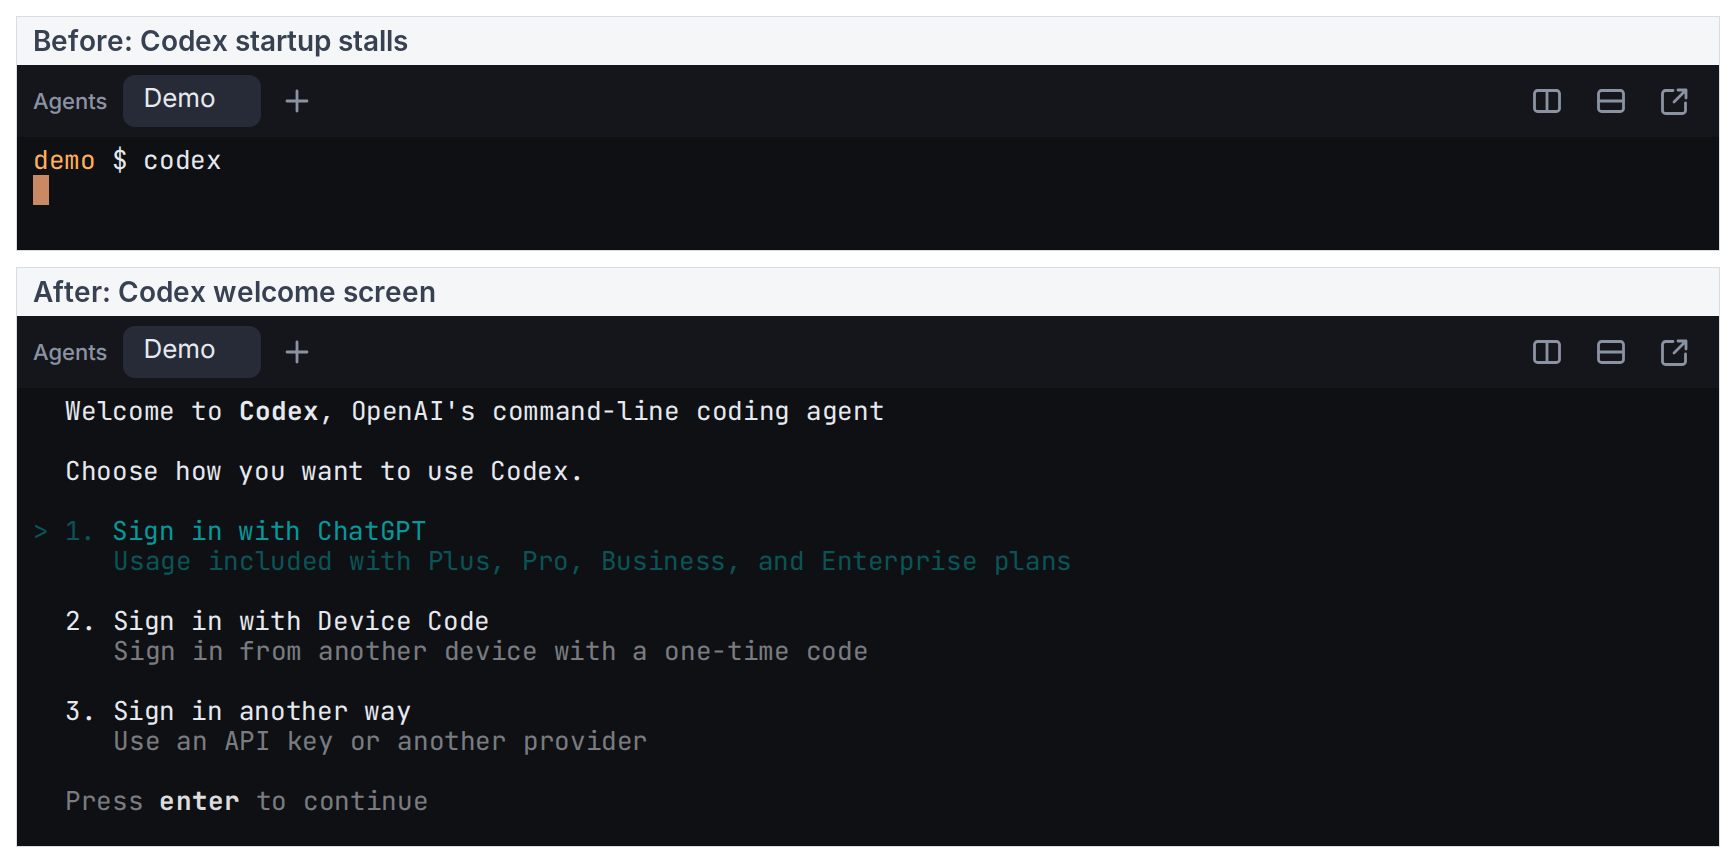 Before: Codex startup stalls
Agents Demo +
demo $ codex
After: Codex welcome screen
Agents Demo +
Welcome to Codex, OpenAI's command-line coding agent
Choose how you want to use Codex.
> 1. Sign in with ChatGPT
Usage included with Plus, Pro, Business, and Enterprise plans
2. Sign in with Device Code
Sign in from another device with a one-time code
3. Sign in another way
Use an API key or another provider
Press enter to continue